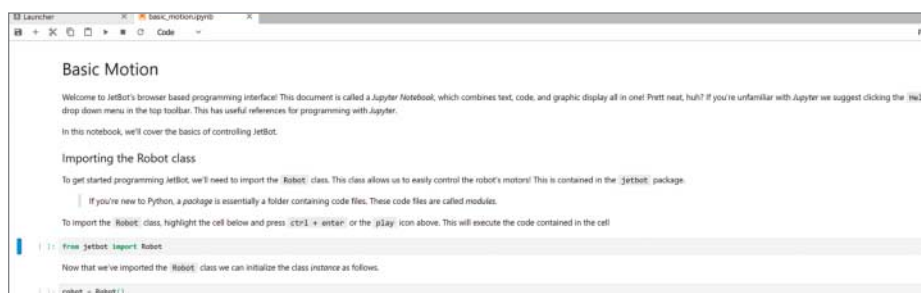 Launcher
basic_motion.ipynb
Code
Basic Motion
Welcome to JetBot's browser based programming interface! This document is called a Jupyter Notebook, which combines text, code, and graphic display all in one! Prett neat, huh? If you're unfamiliar with Jupyter we suggest clicking the Hel
drop down menu in the top toolbar. This has useful references for programming with Jupyter.
In this notebook, we'll cover the basics of controlling JetBot.
Importing the Robot class
To get started programming JetBot, we'll need to import the Robot class. This class allows us to easily control the robot's motors! This is contained in the jetbot package.
If you're new to Python, a package is essentially a folder containing code files. These code files are called modules.
To import the Robot class, highlight the cell below and press ctrl + enter or the play icon above. This will execute the code contained in the cell
[ ]: from jetbot import Robot
Now that we've imported the Robot class we can initialize the class instance as follows.
[ ]: robot = Robot()